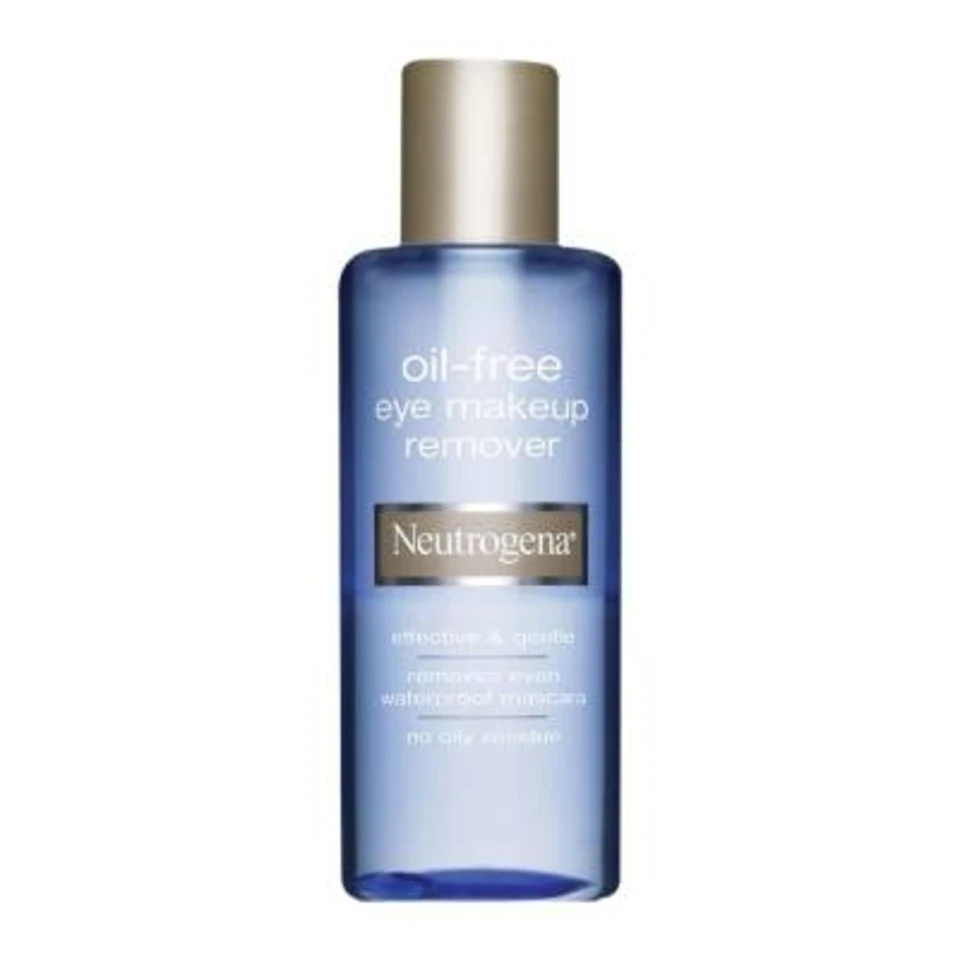 oil-free
eye makeup
remover
Neutrogena®
effective & gentle
removes even
waterproof mascara
no oily residue